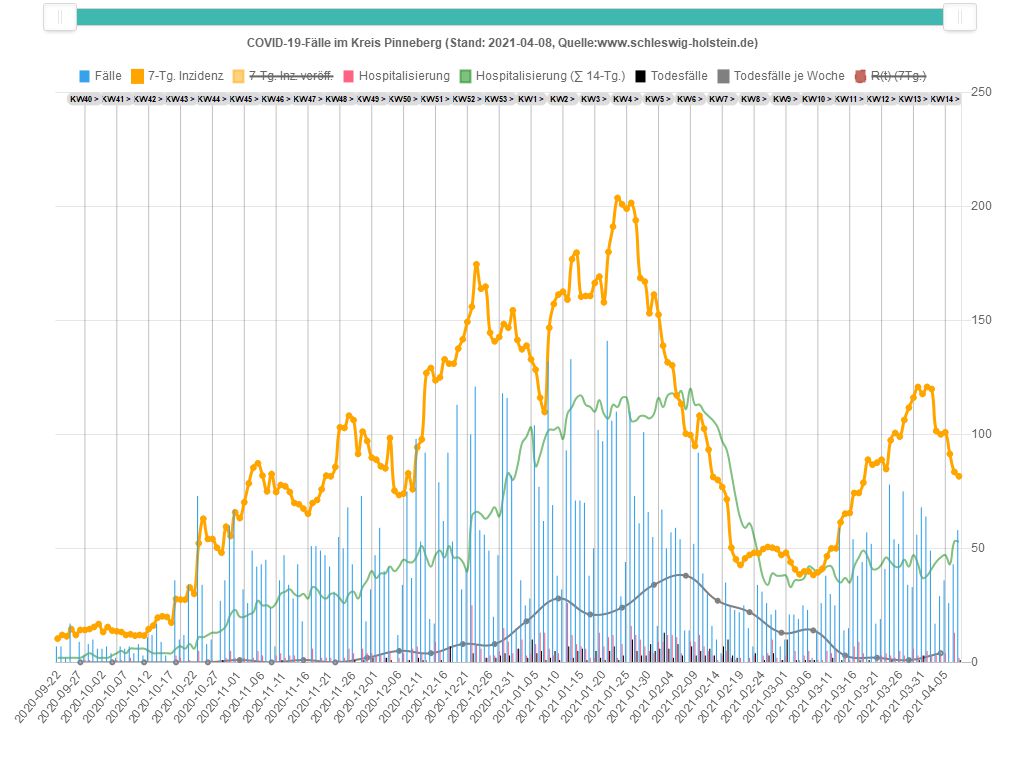 COVID-19-Fälle im Kreis Pinneberg (Stand: 2021-04-08, Quelle:www.schleswig-holstein.de)
Fälle 7-Tg. Inzidenz 7-Tg. Inz. veröff. Hospitalisierung Hospitalisierung (∑ 14-Tg.) Todesfälle Todesfälle je Woche R(t) (7Tg.)
KW40 > KW41 > KW42 > KW43 > KW44 > KW45 > KW46 > KW47 > KW48 > KW49 > KW50 > KW51 > KW52 > KW53 > KW1 > KW2 > KW3 > KW4 > KW5 > KW6 > KW7 > KW8 > KW9 > KW10 > KW11 > KW12 > KW13 > KW14 >
250
200
150
100
50
0
2020-09-22 2020-09-27 2020-10-02 2020-10-07 2020-10-12 2020-10-17 2020-10-22 2020-10-27 2020-11-01 2020-11-06 2020-11-11 2020-11-16 2020-11-21 2020-11-26 2020-12-01 2020-12-06 2020-12-11 2020-12-16 2020-12-21 2020-12-26 2020-12-31 2021-01-05 2021-01-10 2021-01-15 2021-01-20 2021-01-25 2021-01-30 2021-02-04 2021-02-09 2021-02-14 2021-02-19 2021-02-24 2021-03-01 2021-03-06 2021-03-11 2021-03-16 2021-03-21 2021-03-26 2021-03-31 2021-04-05